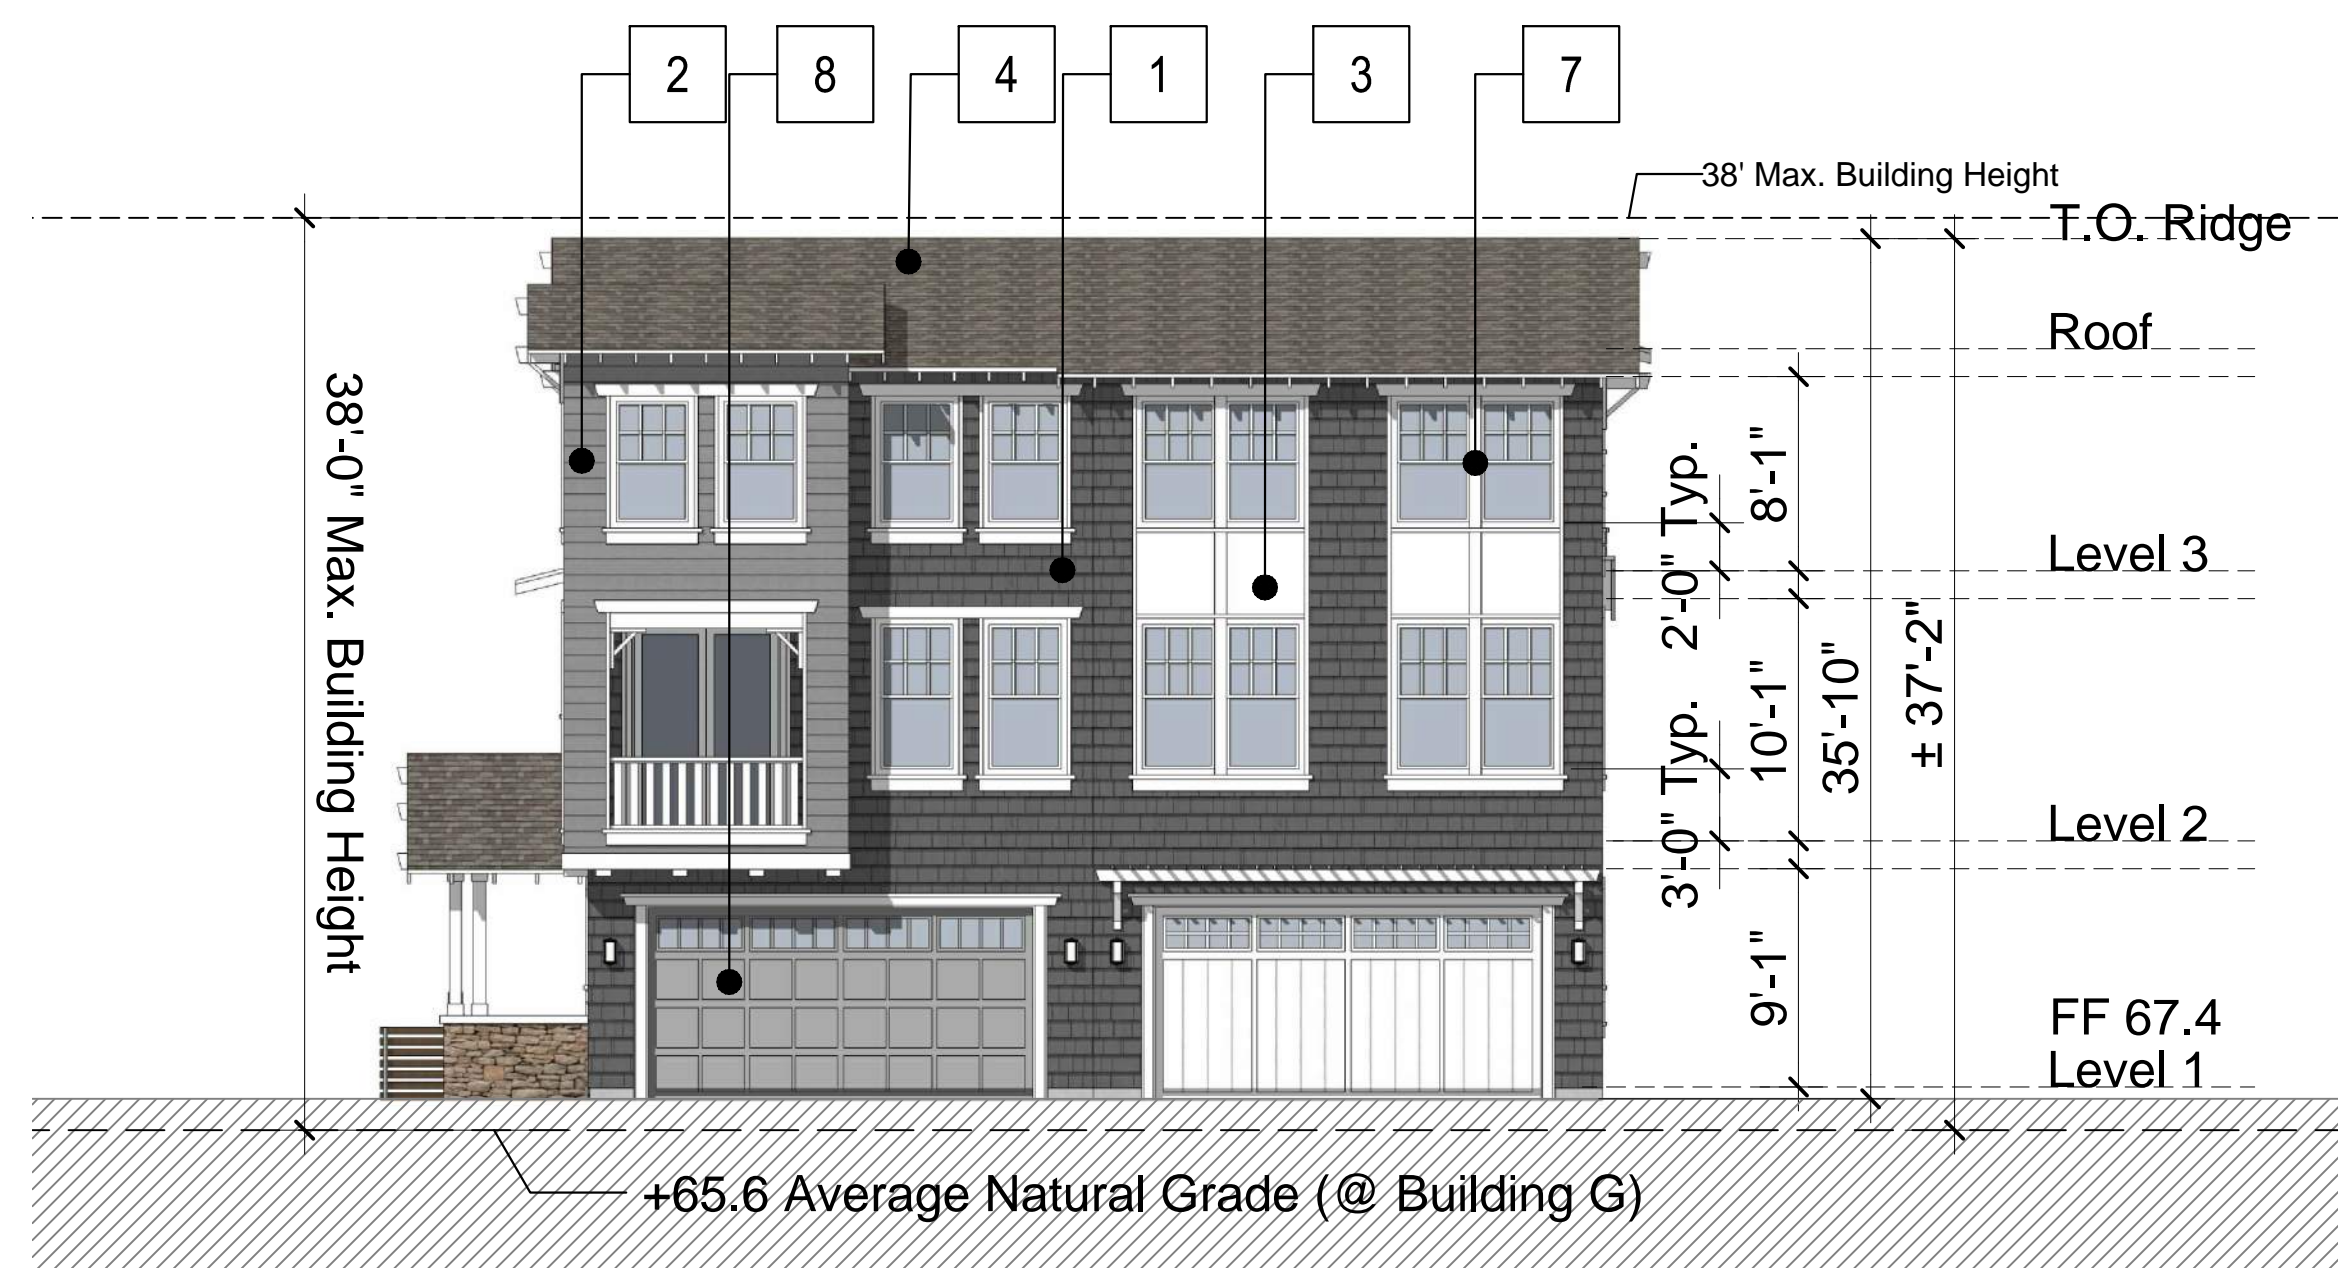 2
8
4
1
3
7
38' Max. Building Height
T.O. Ridge
Roof
38'-0" Max. Building Height
2'-0" Typ.
8'-1"
Level 3
3'-0" Typ.
10'-1"
35'-10"
± 37'-2"
Level 2
9'-1"
FF 67.4
Level 1
+65.6 Average Natural Grade (@ Building G)